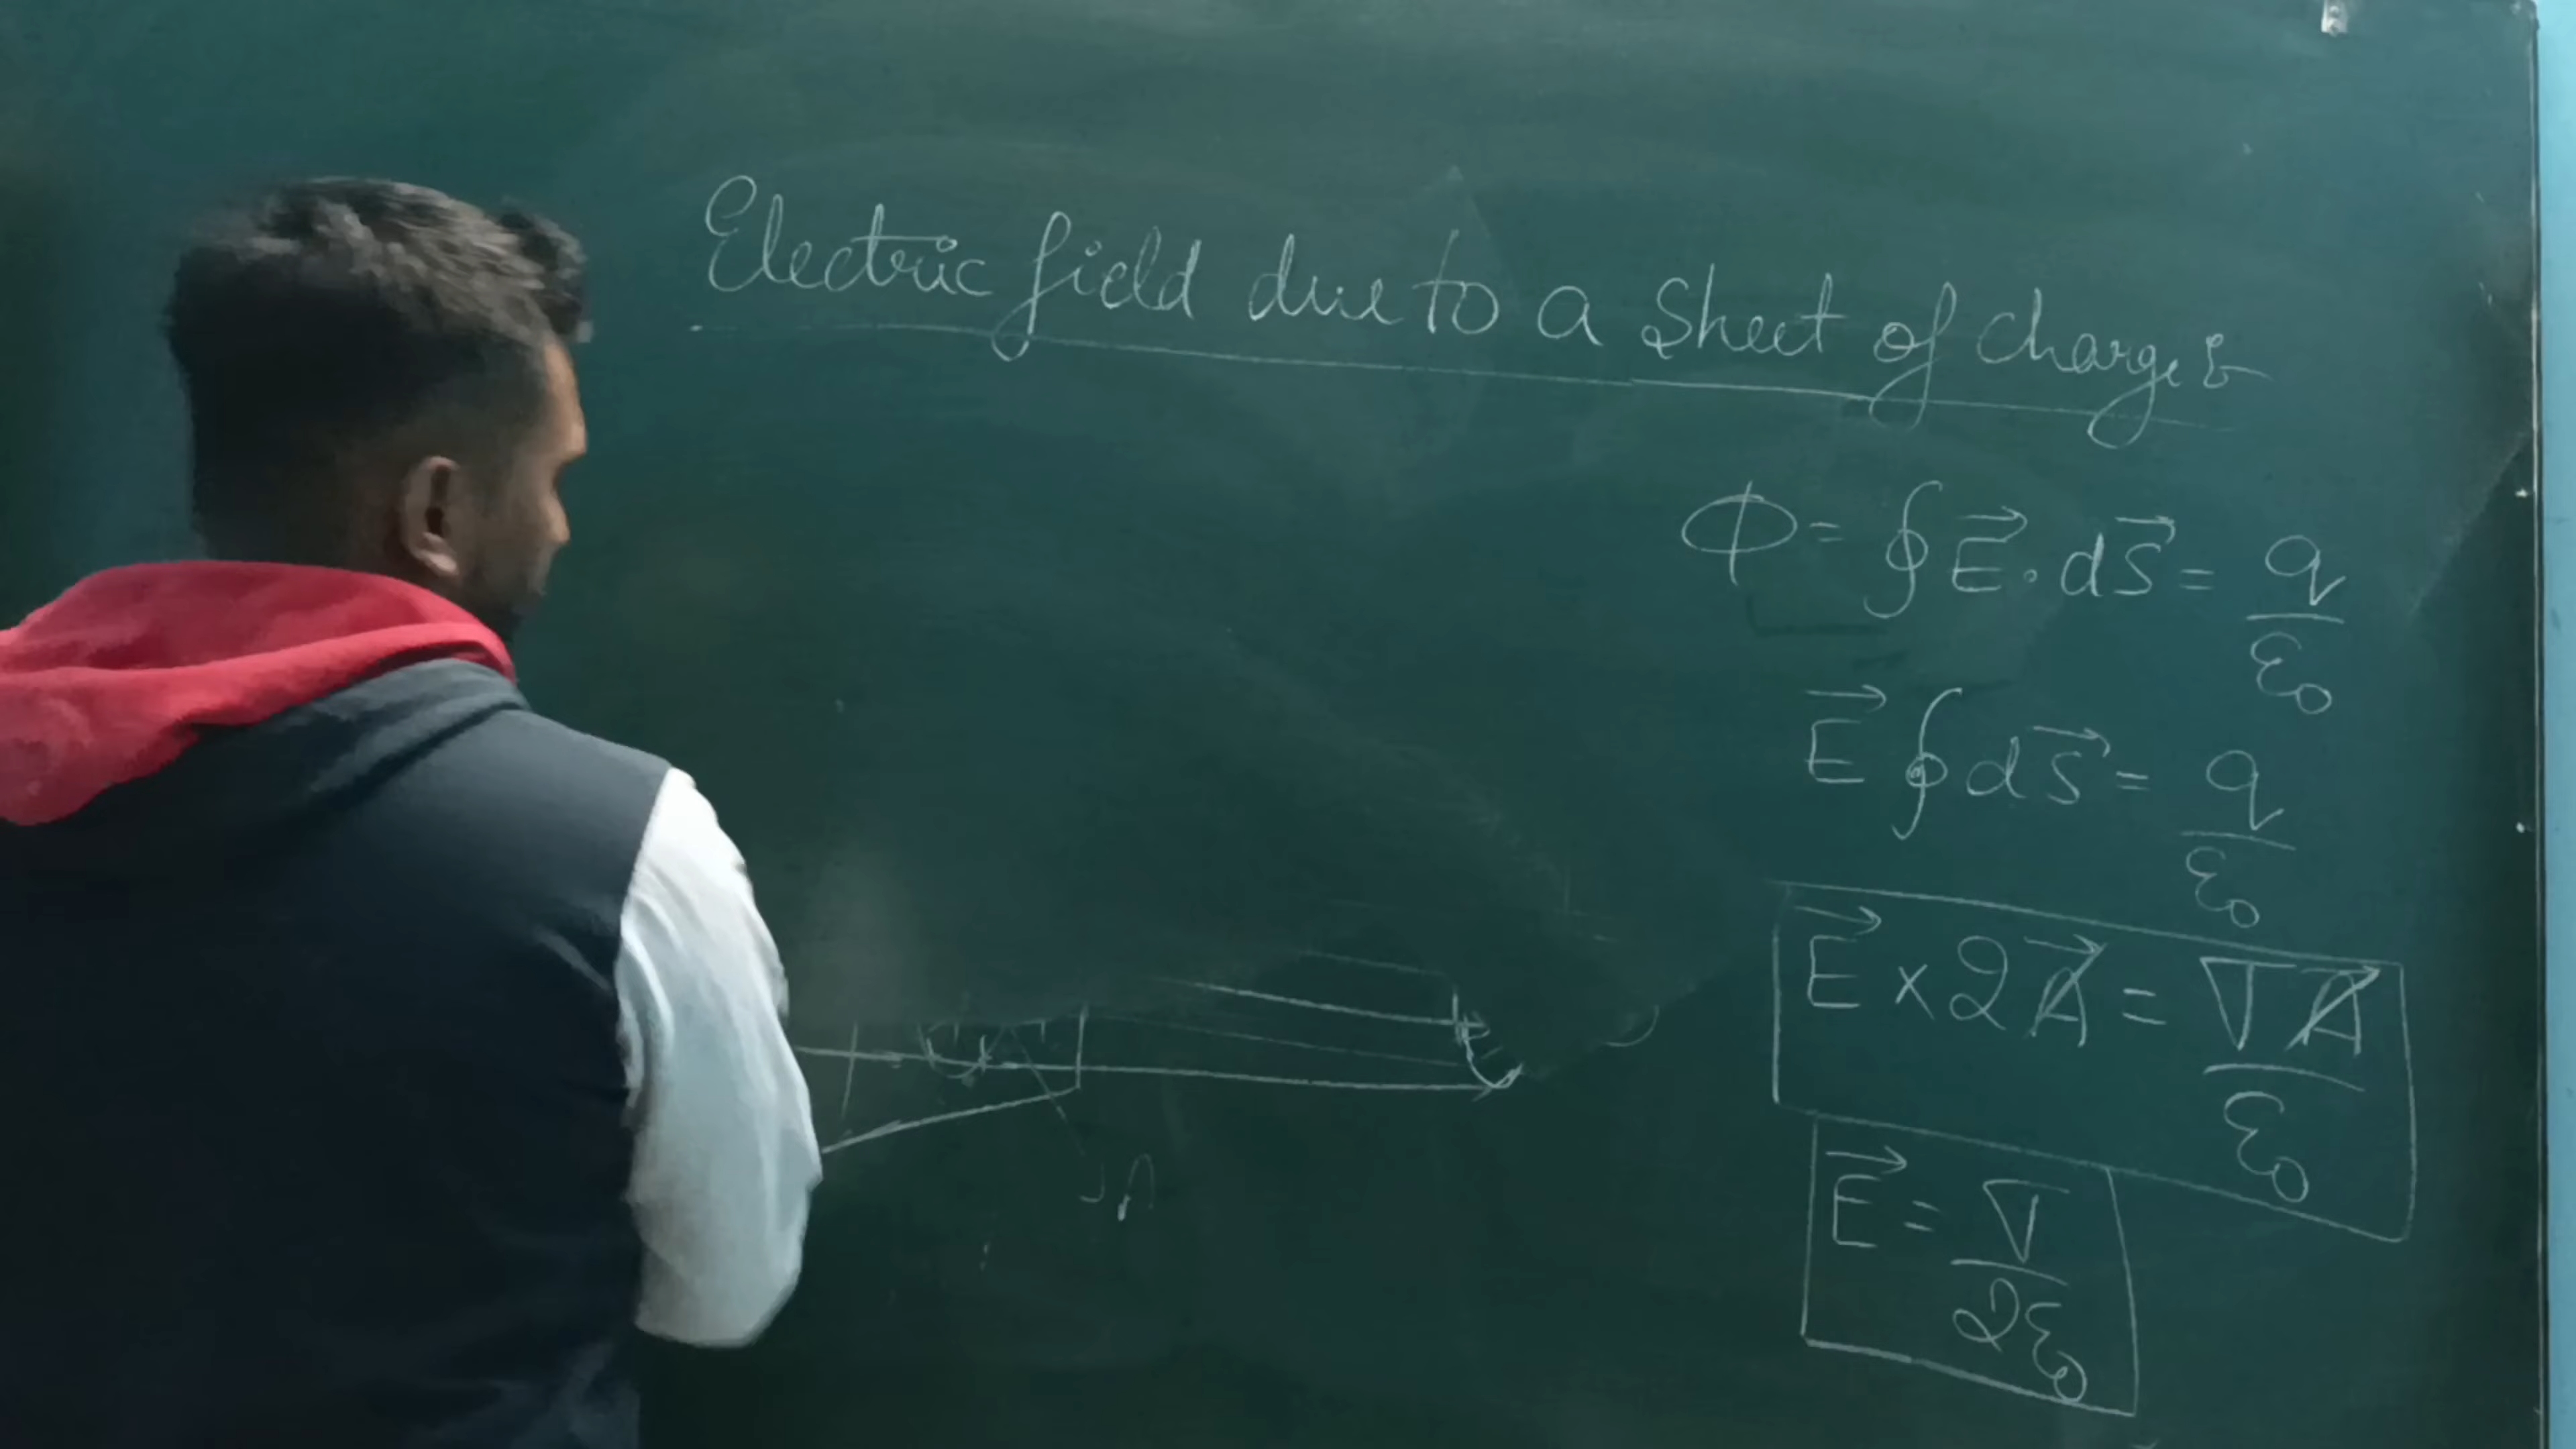 Electric field due to a Sheet of charge :-
Φ = ∮ E⃗ . dS⃗ = q/ε₀
E⃗ ∮ dS⃗ = q/ε₀
E⃗ × 2A⃗ = σA⃗/ε₀
E⃗ = σ/2ε₀